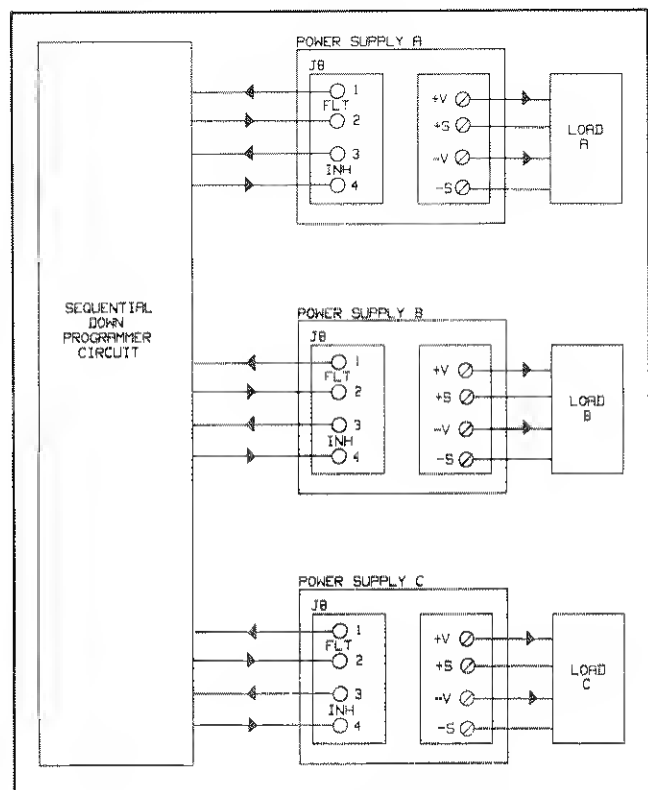 SEQUENTIAL
DOWN
PROGRAMMER
CIRCUIT
POWER SUPPLY A
J8
1
FLT
2
3
INH
4
+V
+S
-V
-S
LOAD
A
POWER SUPPLY B
J8
1
FLT
2
3
INH
4
+V
+S
-V
-S
LOAD
B
POWER SUPPLY C
J8
1
FLT
2
3
INH
4
+V
+S
-V
-S
LOAD
C